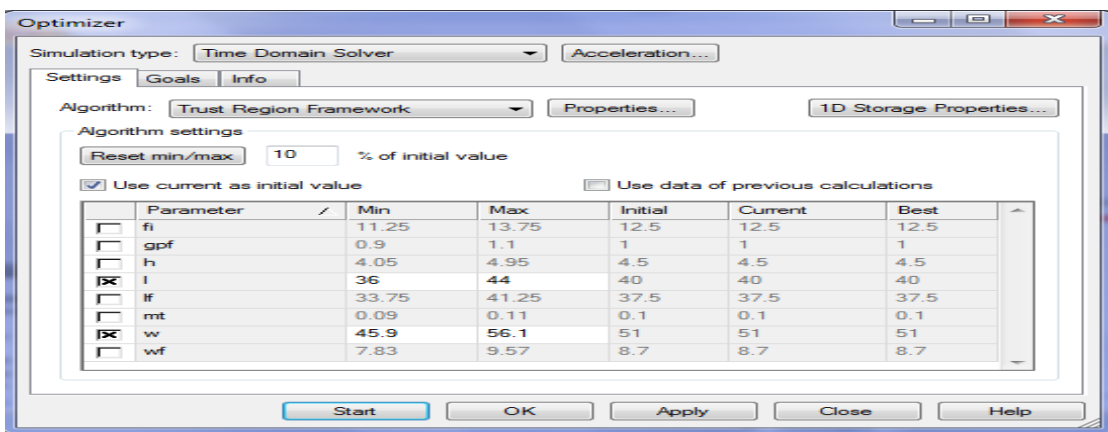 Optimizer
Simulation type: Time Domain Solver Acceleration...
Settings Goals Info
Algorithm: Trust Region Framework Properties... 1D Storage Properties...
Algorithm settings
Reset min/max 10 % of initial value
Use current as initial value Use data of previous calculations
Parameter Min Max Initial Current Best
fi 11.25 13.75 12.5 12.5 12.5
gpf 0.9 1.1 1 1 1
h 4.05 4.95 4.5 4.5 4.5
l 36 44 40 40 40
lf 33.75 41.25 37.5 37.5 37.5
mt 0.09 0.11 0.1 0.1 0.1
w 45.9 56.1 51 51 51
wf 7.83 9.57 8.7 8.7 8.7
Start OK Apply Close Help